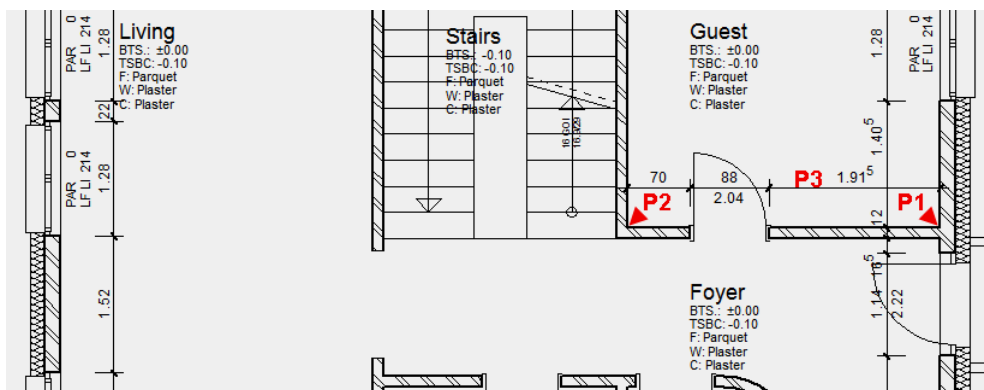 PAR 0
LF LI 214
1.28
Living
BTS.: ±0.00
TSBC: -0.10
F: Parquet
W: Plaster
C: Plaster
22
PAR 0
LF LI 214
1.28
1.52
Stairs
BTS.: -0.10
TSBC: -0.10
F: Parquet
W: Plaster
C: Plaster
Guest
BTS.: ±0.00
TSBC: -0.10
F: Parquet
W: Plaster
C: Plaster
1.28
PAR 0
LF LI 214
1.40⁵
70
88
2.04
1.91⁵
P2
P3
P1
12
Foyer
BTS.: ±0.00
TSBC: -0.10
F: Parquet
W: Plaster
C: Plaster
1.14
2.22